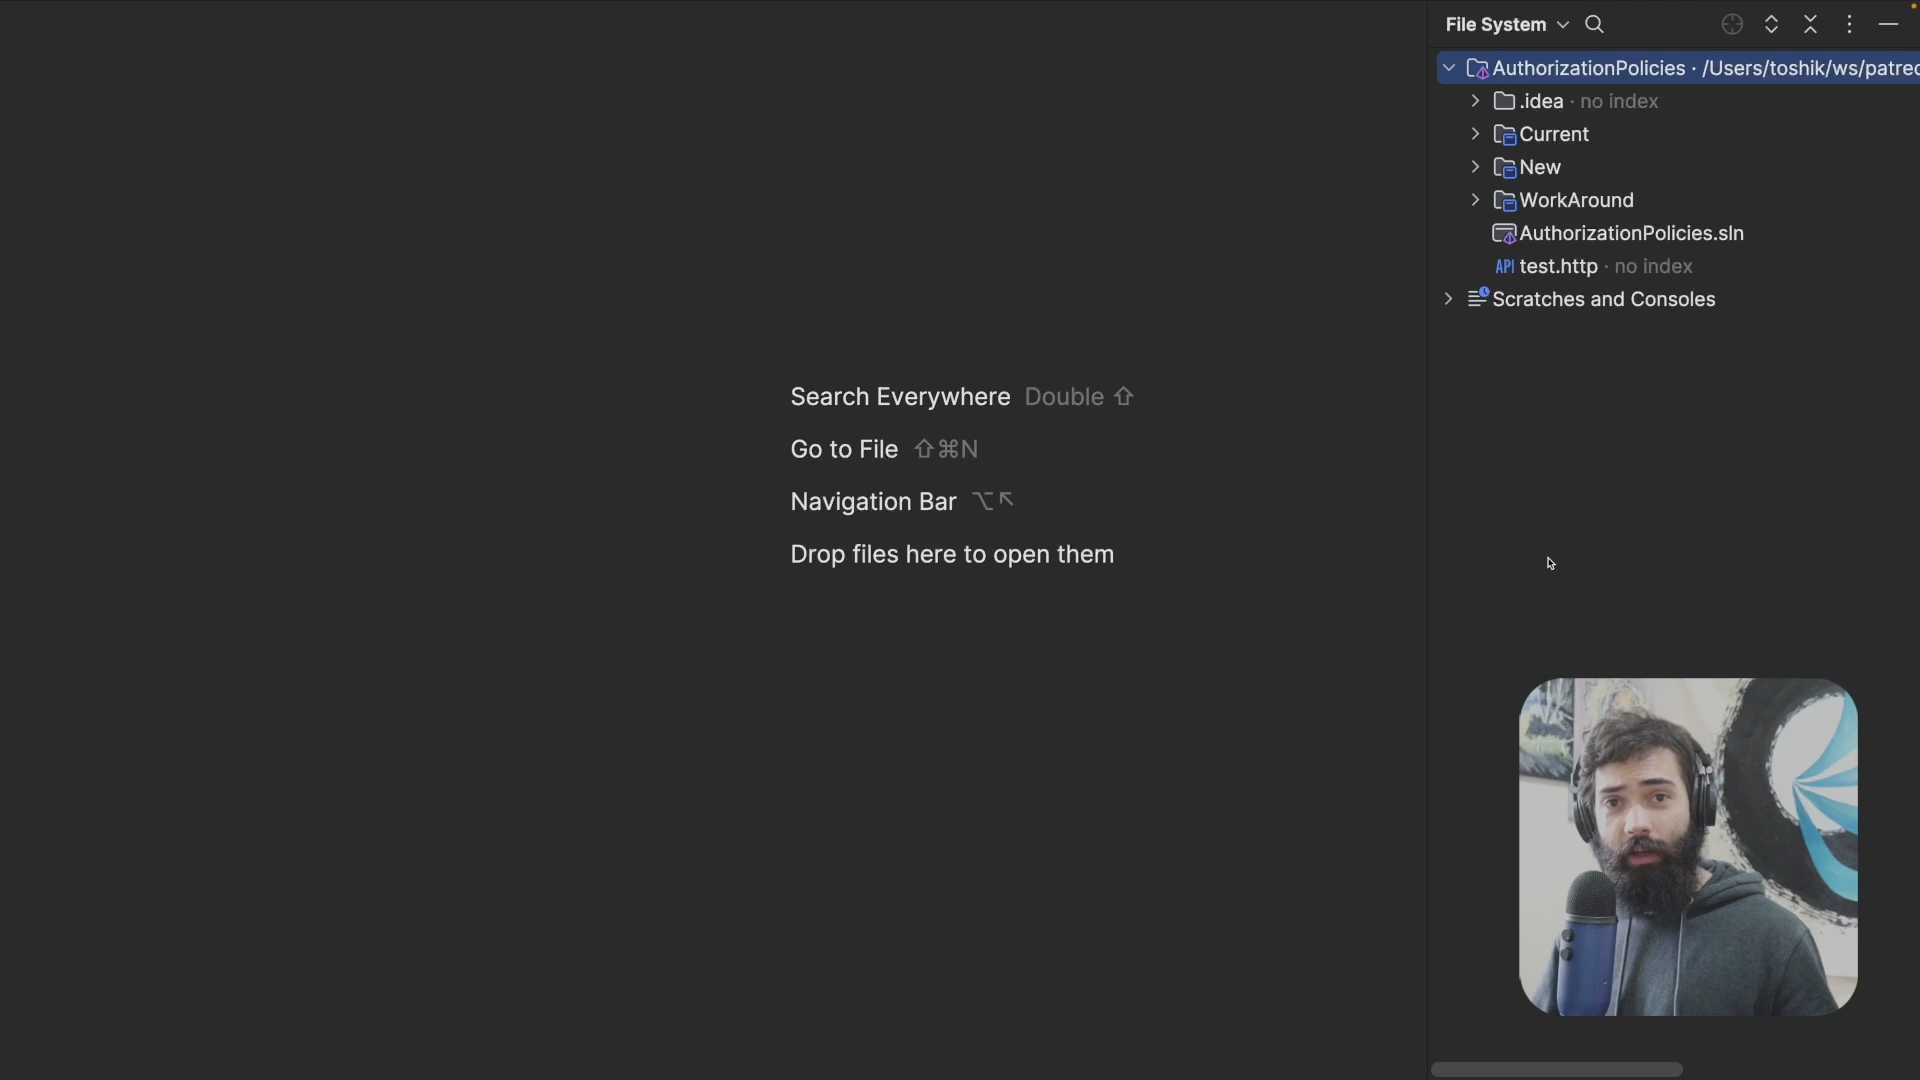 File System
AuthorizationPolicies · /Users/toshik/ws/patreo
.idea · no index
Current
New
WorkAround
AuthorizationPolicies.sln
API test.http · no index
Scratches and Consoles
Search Everywhere Double ⇧
Go to File ⇧⌘N
Navigation Bar ⌥↖
Drop files here to open them